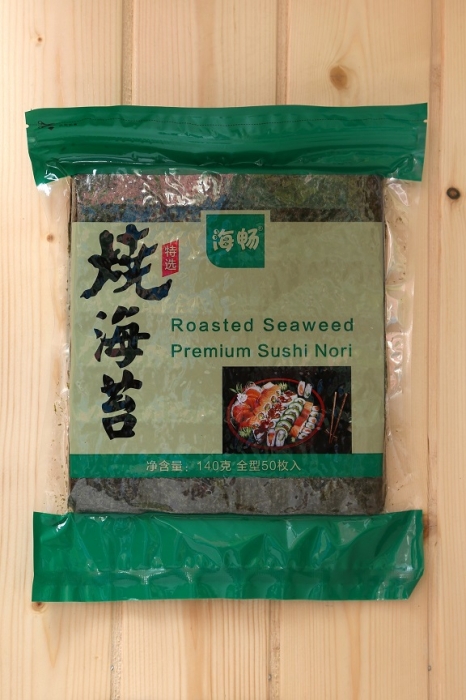 海畅
特选
燒海苔
Roasted Seaweed
Premium Sushi Nori
净含量：140克 全型50枚入